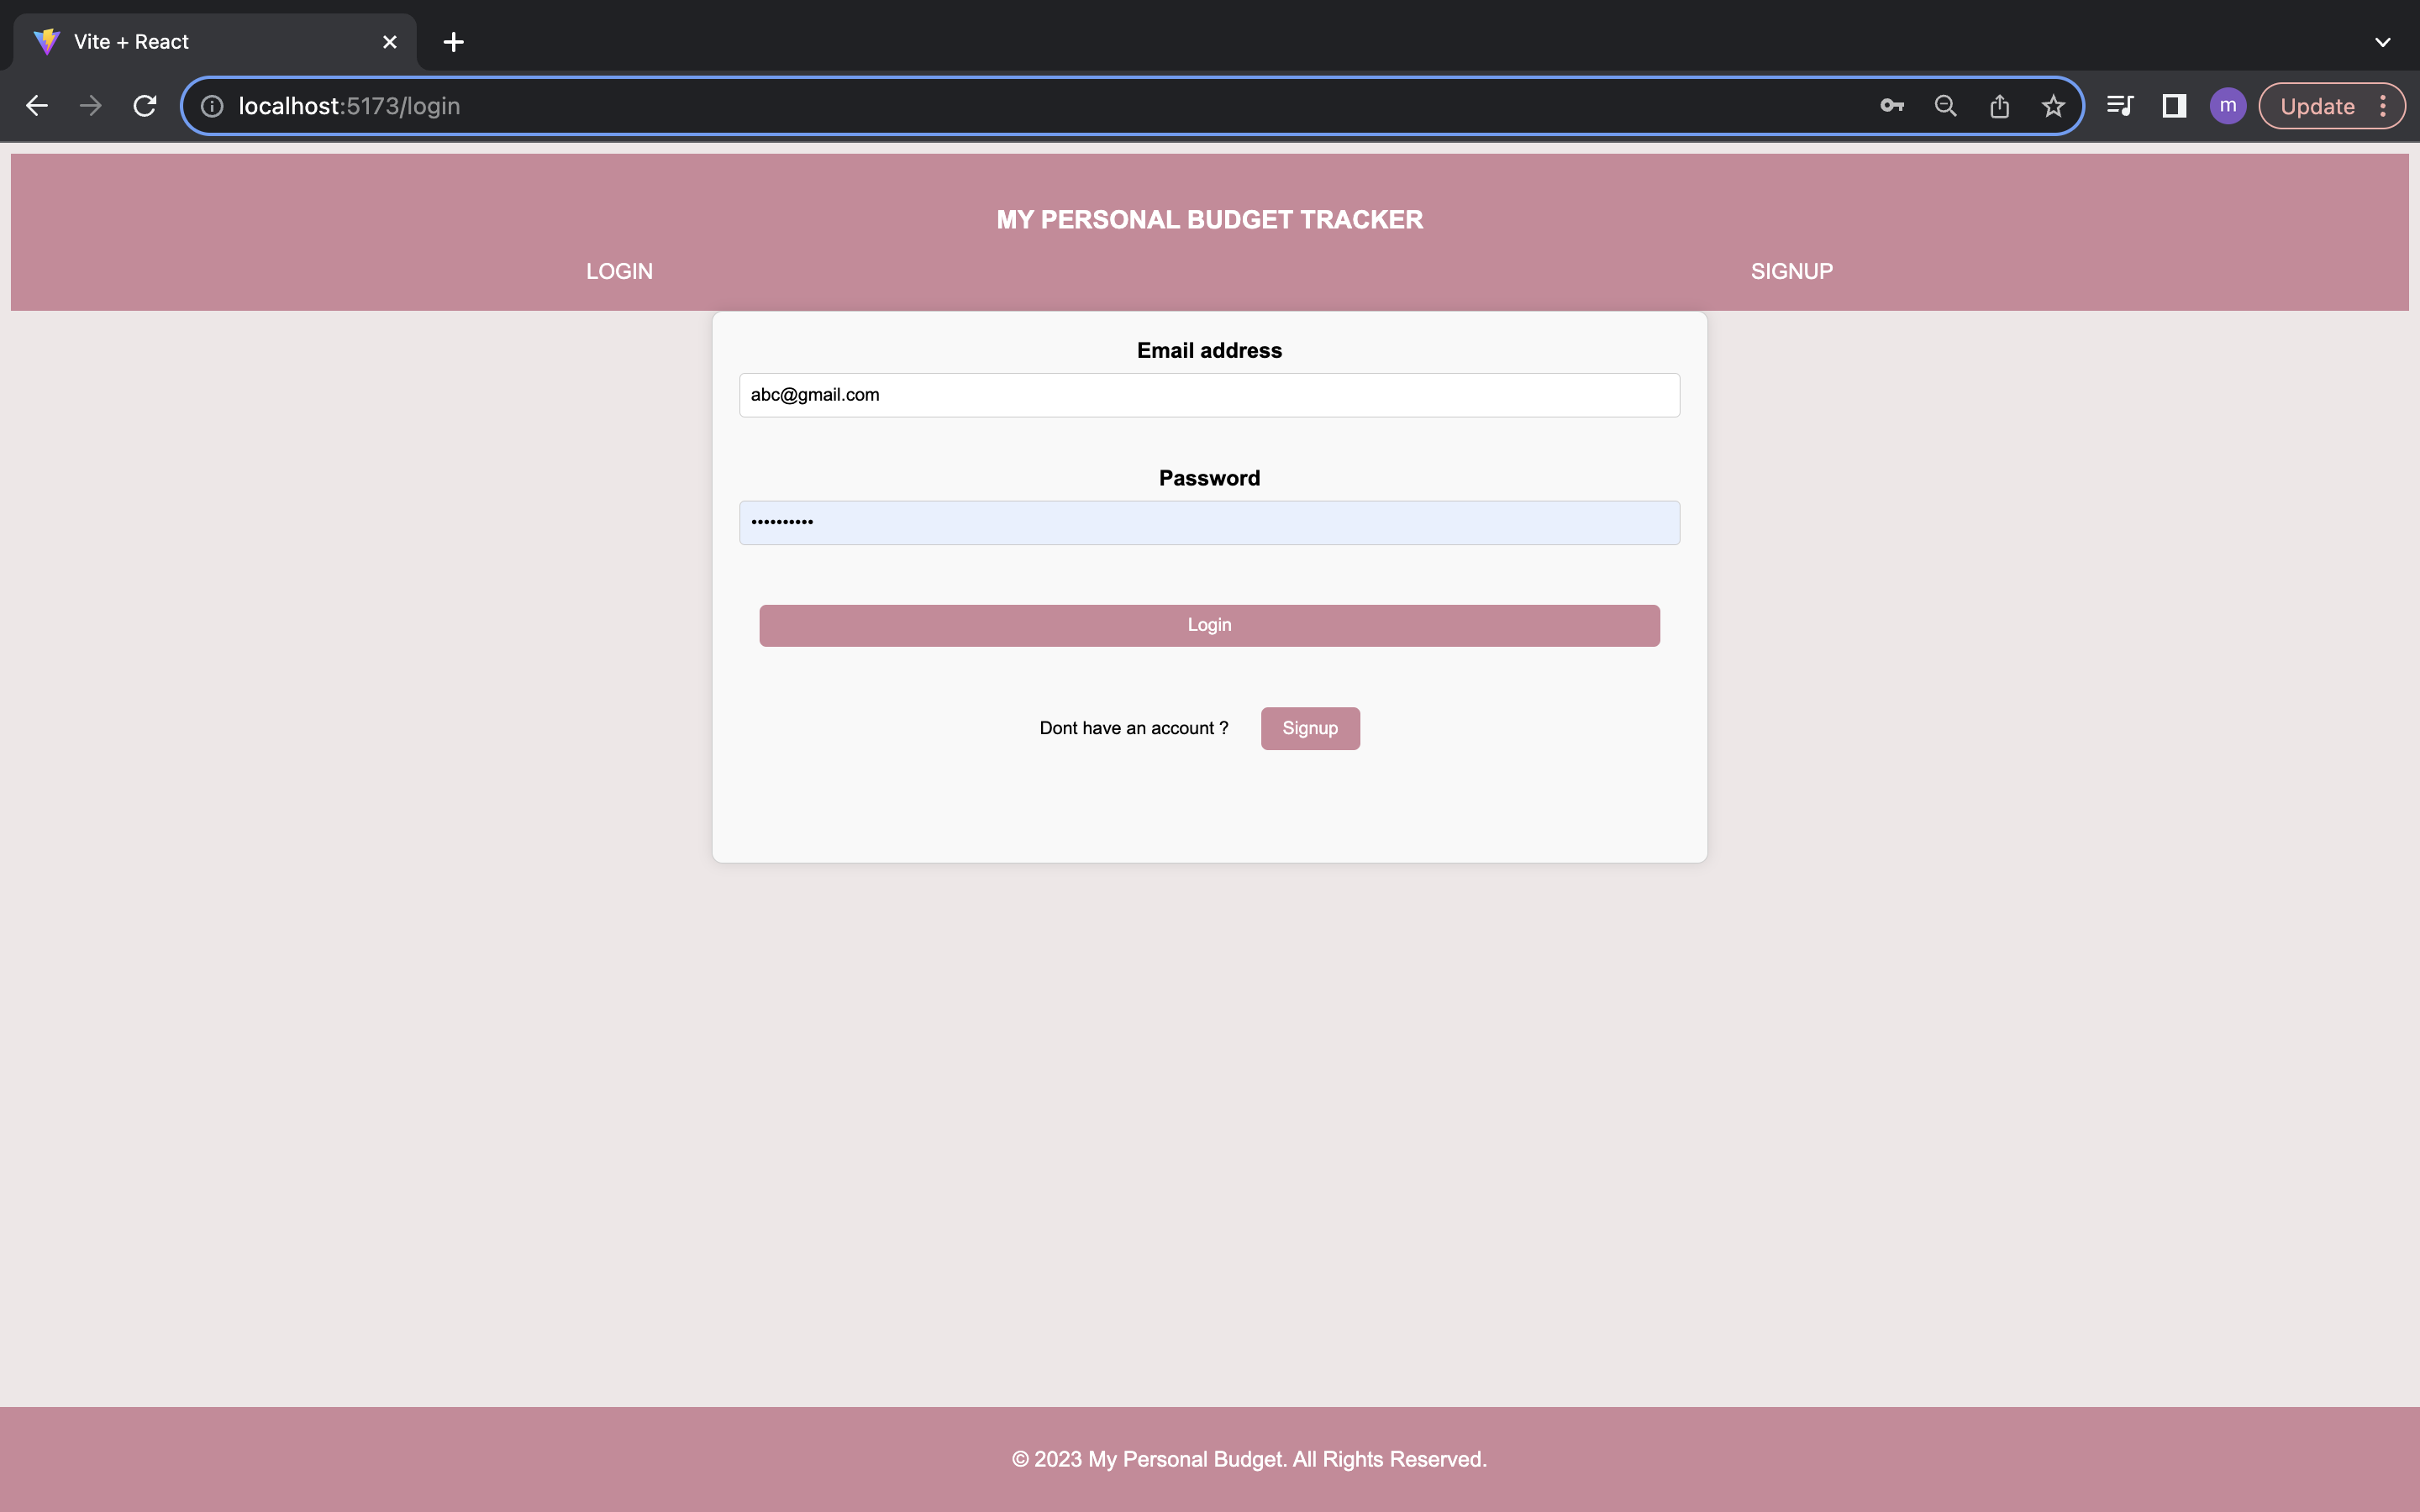 Vite + React
localhost:5173/login
m
Update
MY PERSONAL BUDGET TRACKER
LOGIN
SIGNUP
Email address
abc@gmail.com
Password
••••••••••
Login
Dont have an account ?
Signup
© 2023 My Personal Budget. All Rights Reserved.